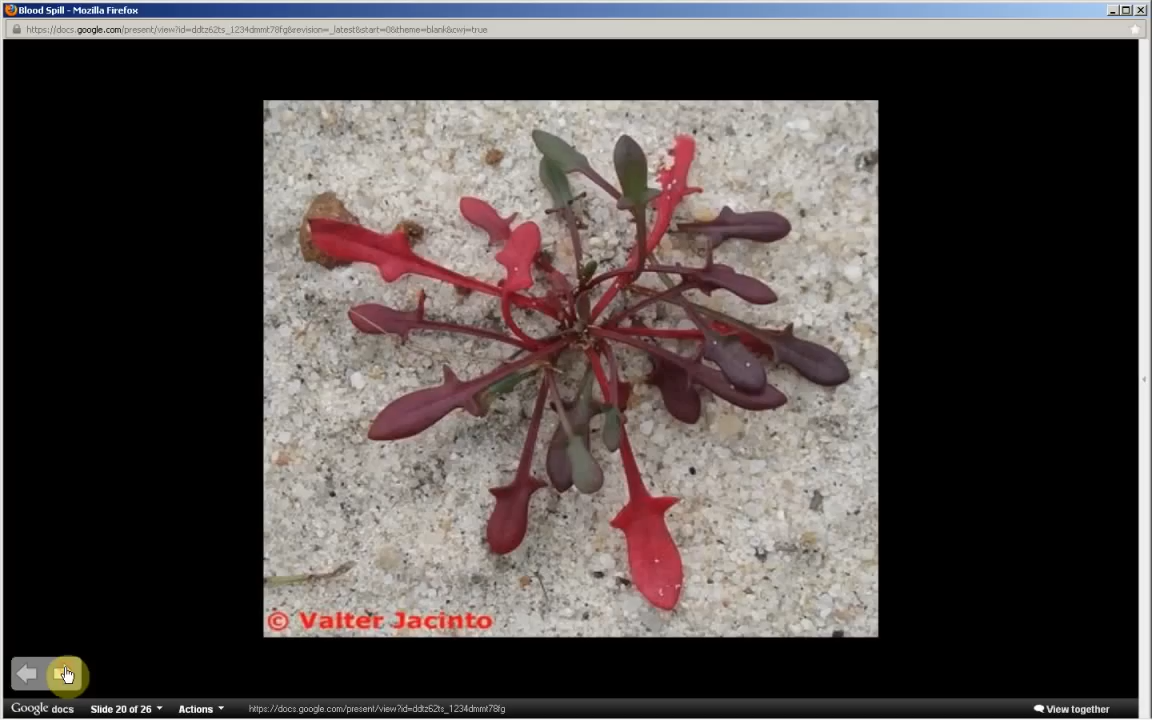 Blood Spill - Mozilla Firefox
https://docs.google.com/present/view?id=ddtz62ts_1234dmmt78fg&revision=_latest&start=0&theme=blank&cwj=true
© Valter Jacinto
Google docs Slide 20 of 26 Actions https://docs.google.com/present/view?id=ddtz62ts_1234dmmt78fg View together